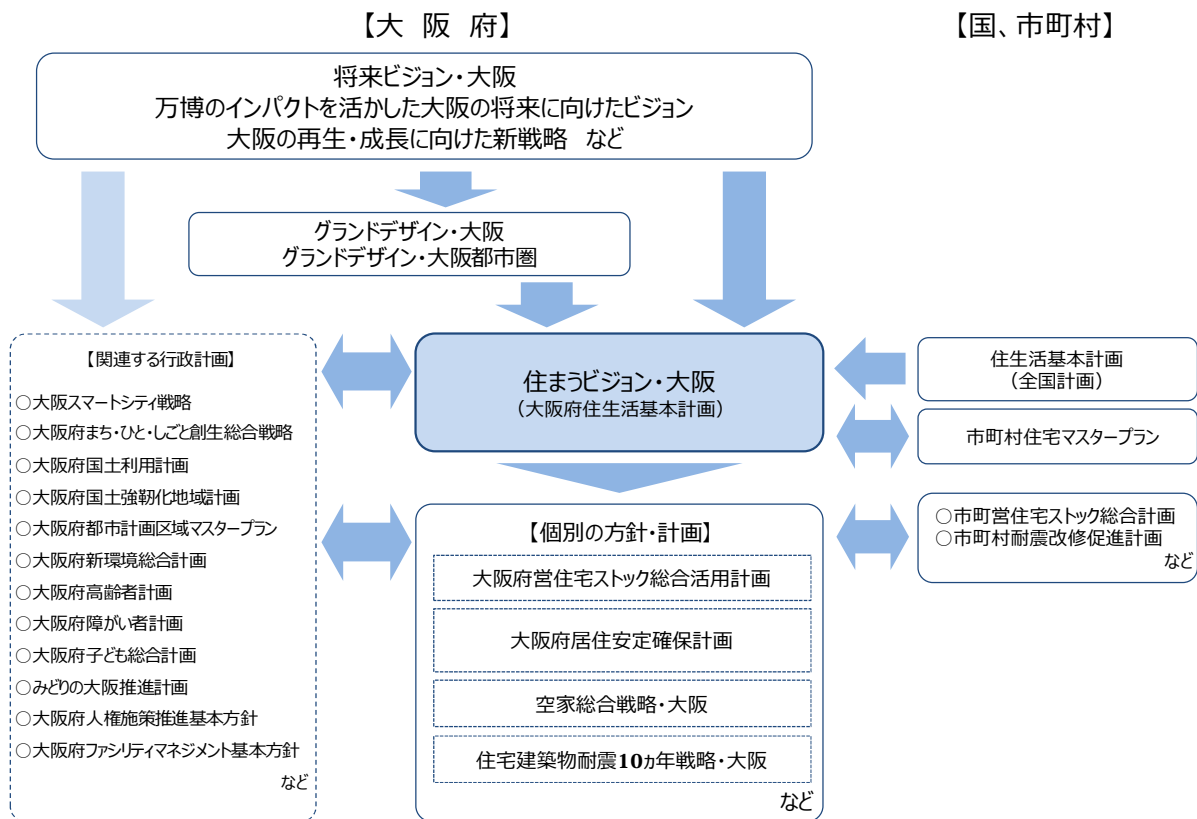 【大 阪 府】
【国、市町村】
将来ビジョン・大阪
万博のインパクトを活かした大阪の将来に向けたビジョン
大阪の再生・成長に向けた新戦略 など
グランドデザイン・大阪
グランドデザイン・大阪都市圏
【関連する行政計画】
○大阪スマートシティ戦略
○大阪府まち・ひと・しごと創生総合戦略
○大阪府国土利用計画
○大阪府国土強靭化地域計画
○大阪府都市計画区域マスタープラン
○大阪府新環境総合計画
○大阪府高齢者計画
○大阪府障がい者計画
○大阪府子ども総合計画
○みどりの大阪推進計画
○大阪府人権施策推進基本方針
○大阪府ファシリティマネジメント基本方針
など
住まうビジョン・大阪
（大阪府住生活基本計画）
【個別の方針・計画】
大阪府営住宅ストック総合活用計画
大阪府居住安定確保計画
空家総合戦略・大阪
住宅建築物耐震10ヵ年戦略・大阪
など
住生活基本計画
（全国計画）
市町村住宅マスタープラン
○市町営住宅ストック総合計画
○市町村耐震改修促進計画
など